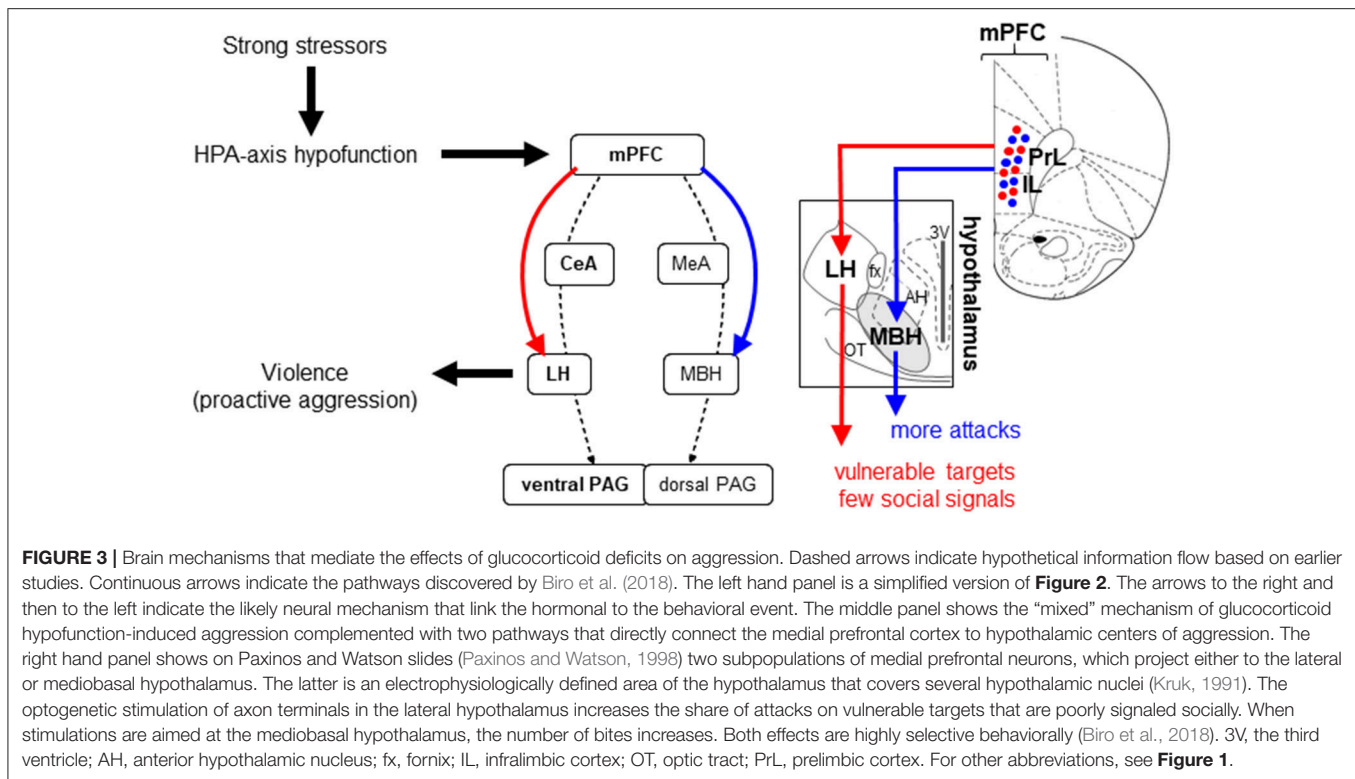 Strong stressors
HPA-axis hypofunction
Violence
(proactive aggression)
mPFC
CeA
MeA
LH
MBH
ventral PAG
dorsal PAG
mPFC
PrL
IL
hypothalamus
3V
LH
fx
AH
MBH
OT
more attacks
vulnerable targets
few social signals
FIGURE 3 | Brain mechanisms that mediate the effects of glucocorticoid deficits on aggression. Dashed arrows indicate hypothetical information flow based on earlier
studies. Continuous arrows indicate the pathways discovered by Biro et al. (2018). The left hand panel is a simplified version of Figure 2. The arrows to the right and
then to the left indicate the likely neural mechanism that link the hormonal to the behavioral event. The middle panel shows the “mixed” mechanism of glucocorticoid
hypofunction-induced aggression complemented with two pathways that directly connect the medial prefrontal cortex to hypothalamic centers of aggression. The
right hand panel shows on Paxinos and Watson slides (Paxinos and Watson, 1998) two subpopulations of medial prefrontal neurons, which project either to the lateral
or mediobasal hypothalamus. The latter is an electrophysiologically defined area of the hypothalamus that covers several hypothalamic nuclei (Kruk, 1991). The
optogenetic stimulation of axon terminals in the lateral hypothalamus increases the share of attacks on vulnerable targets that are poorly signaled socially. When
stimulations are aimed at the mediobasal hypothalamus, the number of bites increases. Both effects are highly selective behaviorally (Biro et al., 2018). 3V, the third
ventricle; AH, anterior hypothalamic nucleus; fx, fornix; IL, infralimbic cortex; OT, optic tract; PrL, prelimbic cortex. For other abbreviations, see Figure 1.